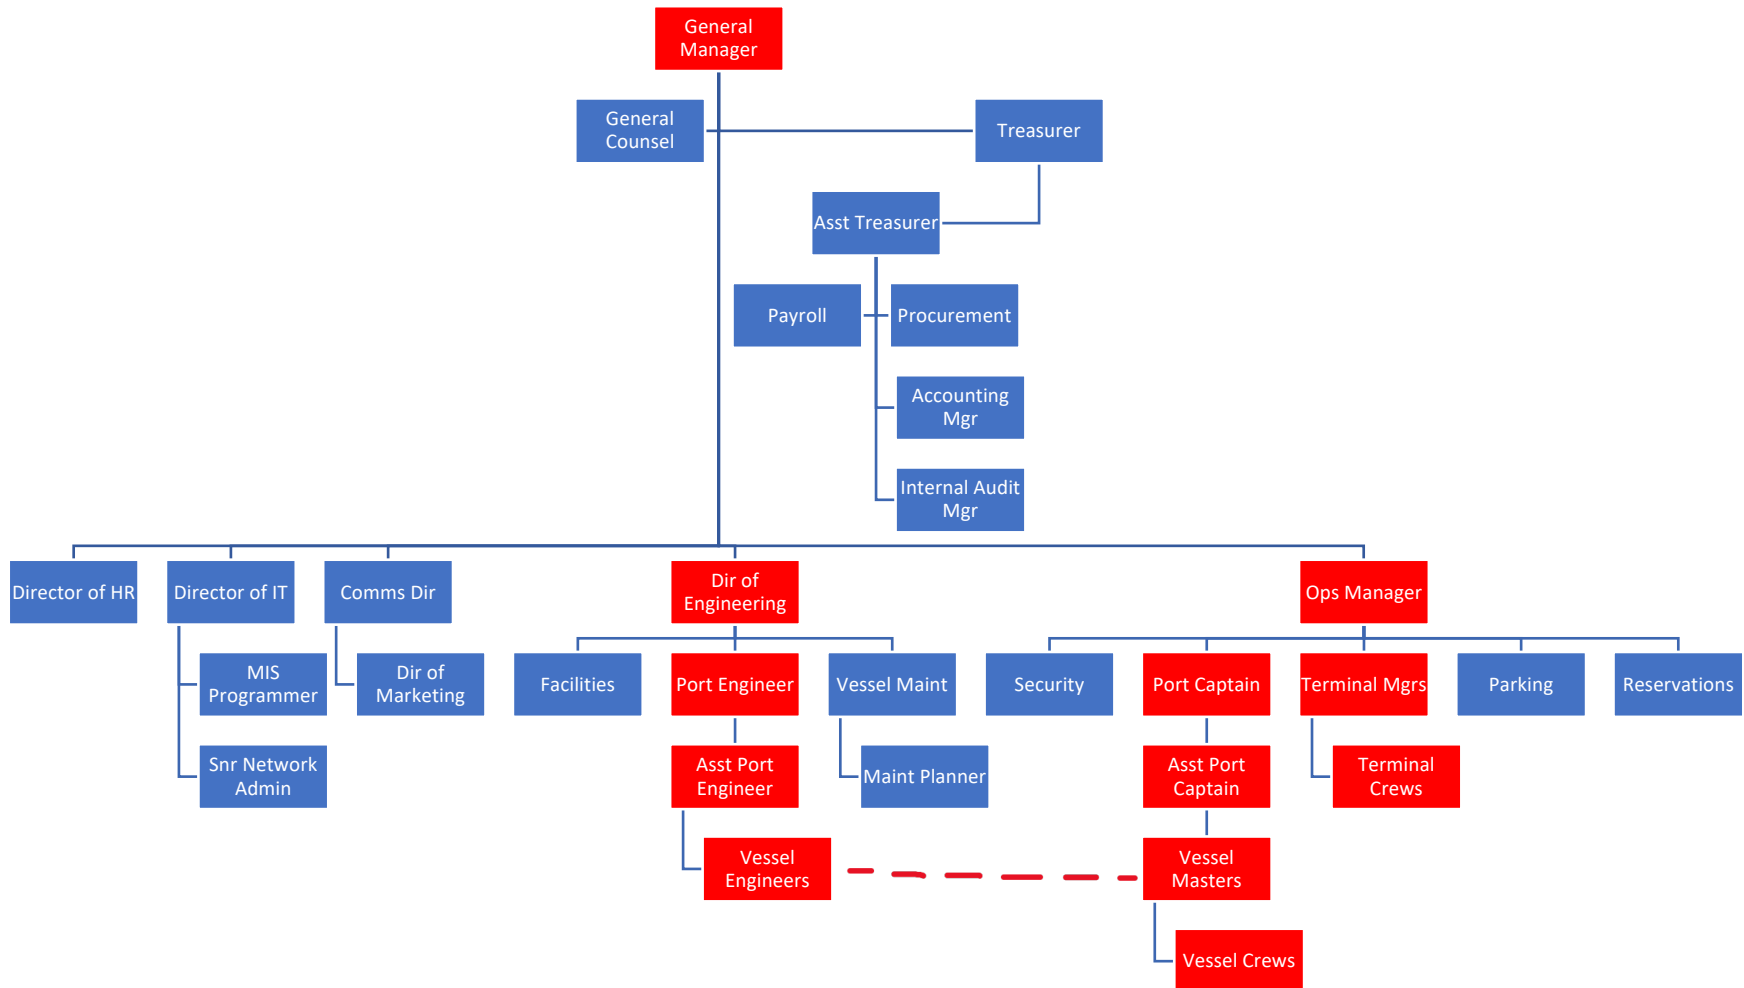 General
Manager
General
Counsel
Treasurer
Asst Treasurer
Payroll
Procurement
Accounting
Mgr
Internal Audit
Mgr
Director of HR
Director of IT
Comms Dir
Dir of
Engineering
Ops Manager
MIS
Programmer
Dir of
Marketing
Facilities
Port Engineer
Vessel Maint
Security
Port Captain
Terminal Mgrs
Parking
Reservations
Snr Network
Admin
Asst Port
Engineer
Maint Planner
Asst Port
Captain
Terminal
Crews
Vessel
Engineers
Vessel
Masters
Vessel Crews